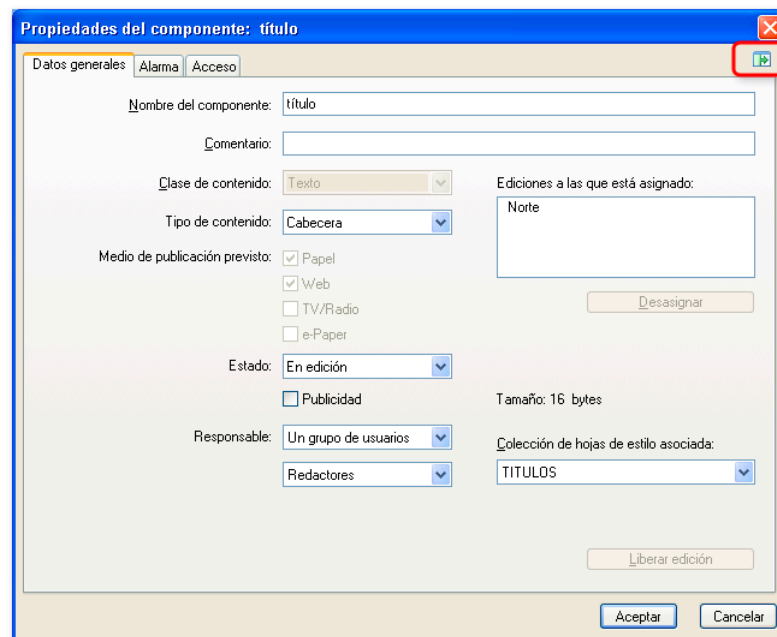 Propiedades del componente: título
Datos generales Alarma Acceso
Nombre del componente: título
Comentario:
Clase de contenido: Texto Ediciones a las que está asignado:
Norte
Tipo de contenido: Cabecera
Medio de publicación previsto: Papel
Web
Desasignar
TV/Radio
e-Paper
Estado: En edición
Publicidad Tamaño: 16 bytes
Responsable: Un grupo de usuarios Colección de hojas de estilo asociada:
Redactores TITULOS
Liberar edición
Aceptar Cancelar